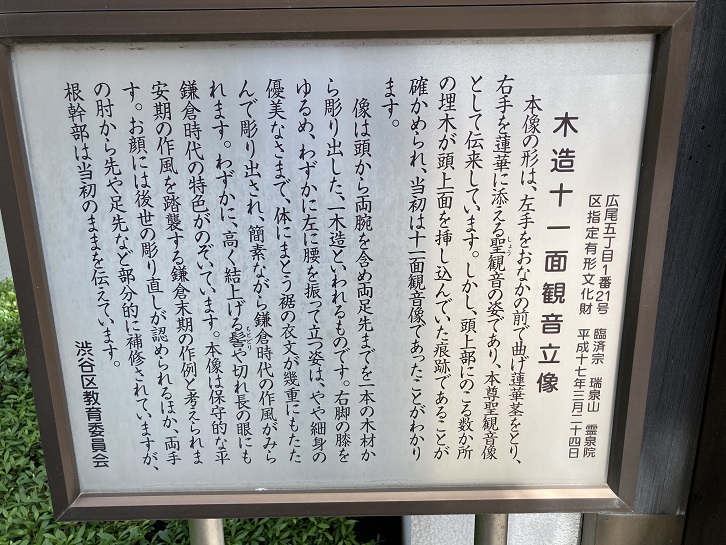 広尾五丁目1番21号　臨済宗　瑞泉山　霊泉院
区指定有形文化財　平成十七年三月二十四日
木造十一面観音立像
本像の形は、左手をおなかの前で曲げ蓮華茎をとり、
右手を蓮華に添える聖観音の姿であり、本尊聖観音像
しょう
として伝来しています。しかし、頭上部にのこる数か所
の埋木が頭上面を挿し込んでいた痕跡であることが
確かめられ、当初は十一面観音像であったことがわかり
ます。
像は頭から両腕を含め両足先までを一本の木材か
ら彫り出した、一木造といわれるものです。右脚の膝を
ゆるめ、わずかに左に腰を振って立つ姿は、やや細身の
優美なさまで、体にまとう裾の衣文が幾重にもたた
んで彫り出され、簡素ながら鎌倉時代の作風がみら
れます。わずかに、高く結上げる髻や切れ長の眼にも
もとどり
鎌倉時代の特色がのぞいています。本像は保守的な平
安期の作風を踏襲する鎌倉末期の作例と考えられま
す。お顔には後世の彫り直しが認められるほか、両手
の肘から先や足先など部分的に補修されていますが、
根幹部は当初のままを伝えています。
渋谷区教育委員会